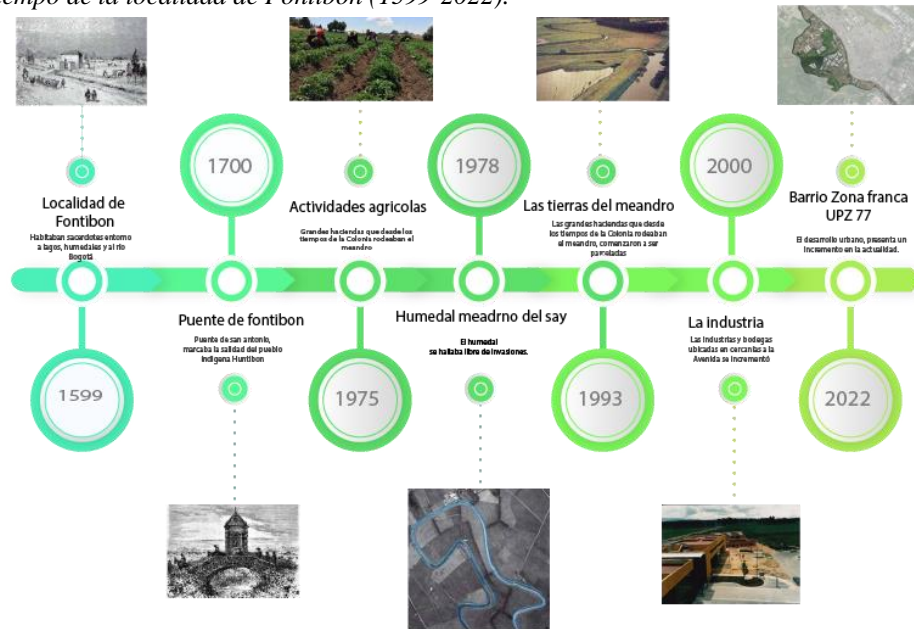 tiempo de la localidad de Fontibón (1599-2022).
1700
1978
2000
Localidad de
Fontibon
Habitaban sacerdotes entorno
a lagos, humedales y al rio
Bogotá
Actividades agricolas
Grandes haciendas que desde los
tiempos de la Colonia rodeaban el
meandro
Las tierras del meandro
Las grandes haciendas que desde
los tiempos de la Colonia rodeaban
el meandro, comenzaron a ser
parceladas
Barrio Zona franca
UPZ 77
El desarrollo urbano, presenta un
incremento en la actualidad.
Puente de fontibon
Puente de san antonio,
marcaba la salidad del pueblo
indigena Huntibon
Humedal meadrno del say
El humedal
se hallaba libre de invasiones.
La industria
Las industrias y bodegas
ubicadas en cercanias a la
Avenida se incrementó
1599
1975
1993
2022